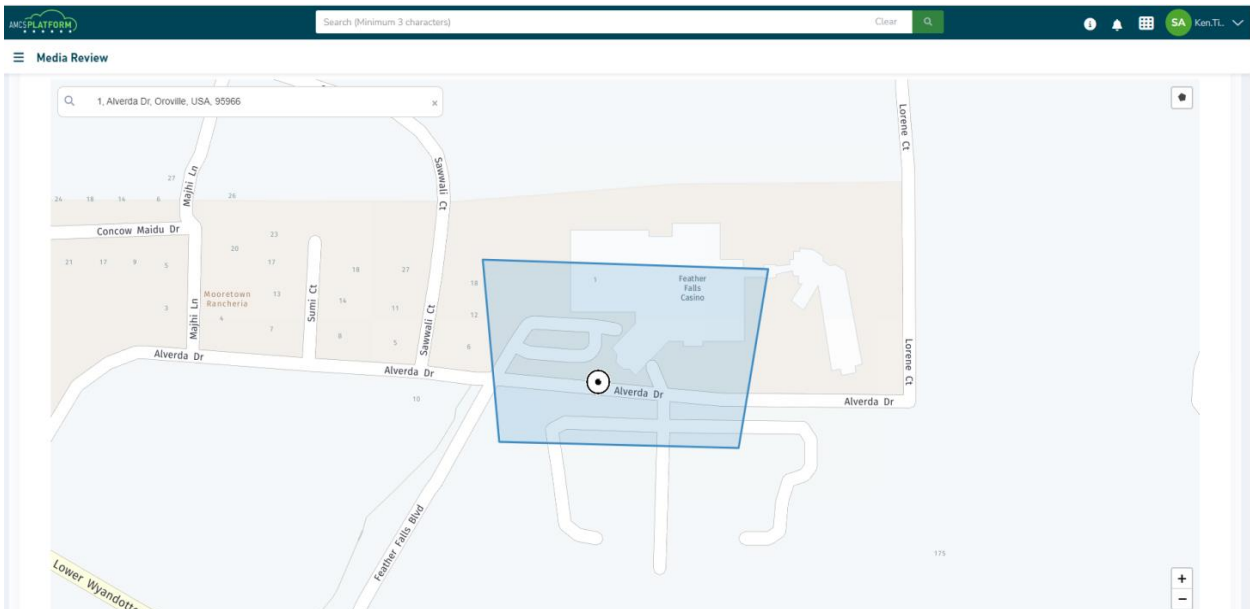 AMCS PLATFORM
Search (Minimum 3 characters)
Clear
SA
Ken.Ti..
Media Review
1, Alverda Dr, Oroville, USA, 95966
Lorene Ct
Sawwali Ct
Majhi Ln
27
24 18 14 6
26
Concow Maidu Dr
23
20
21 17 9 5
17
18
27
18
1
Feather
Falls
Casino
Mooretown
Rancheria
13
14
3
11
12
Sumi Ct
Majhi Ln
Sawwali Ct
4
7
8
5
6
Lorene Ct
Alverda Dr
Alverda Dr
Alverda Dr
Alverda Dr
10
Feather Falls Blvd
175
Lower Wyandotte
+
−